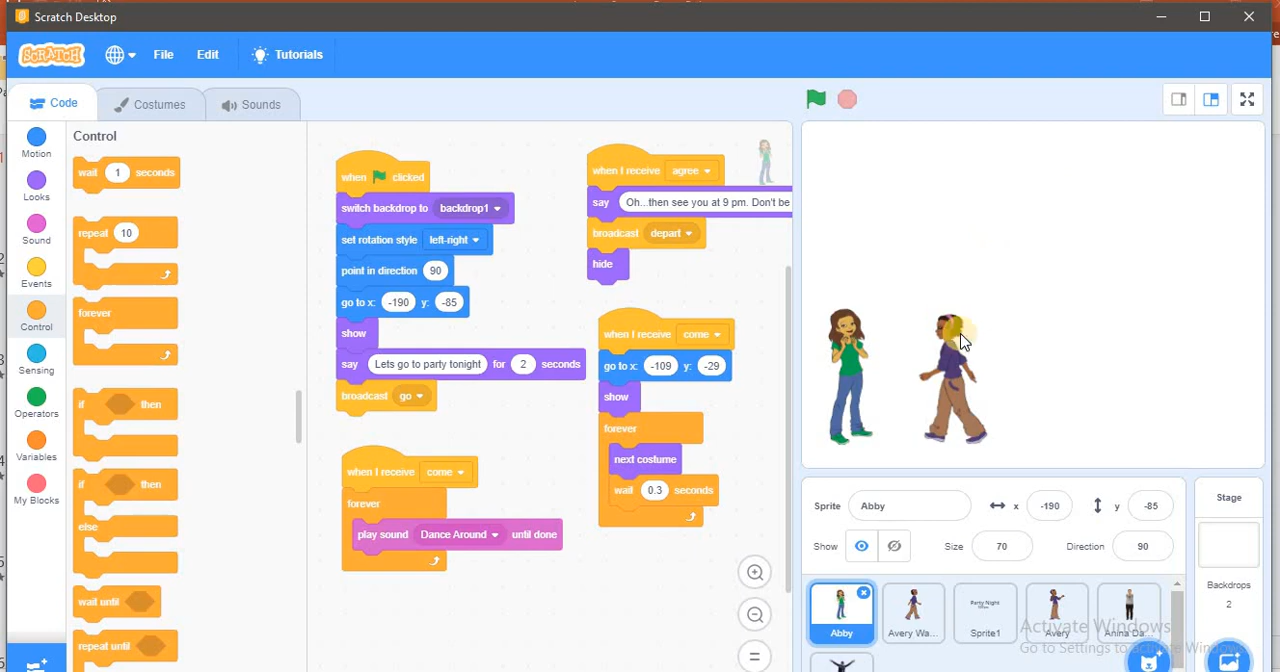 Scratch Desktop
SCRATCH File Edit Tutorials
Code Costumes Sounds
Motion
Looks
Sound
Events
Control
Sensing
Operators
Variables
My Blocks
Control
wait 1 seconds
repeat 10
forever
if then
if then
else
wait until
repeat until
when clicked
switch backdrop to backdrop1
set rotation style left-right
point in direction 90
go to x: -190 y: -85
show
say Lets go to party tonight for 2 seconds
broadcast go
when I receive come
forever
play sound Dance Around until done
when I receive agree
say Oh...then see you at 9 pm. Don't be
broadcast depart
hide
when I receive come
go to x: -109 y: -29
show
forever
next costume
wait 0.3 seconds
Sprite Abby x -190 y -85
Show Size 70 Direction 90
Abby
Avery Wa...
Party Night
Sprite1
Avery
Anina Da...
Stage
Backdrops
2
Activate Windows
Go to Settings to activate Windows.